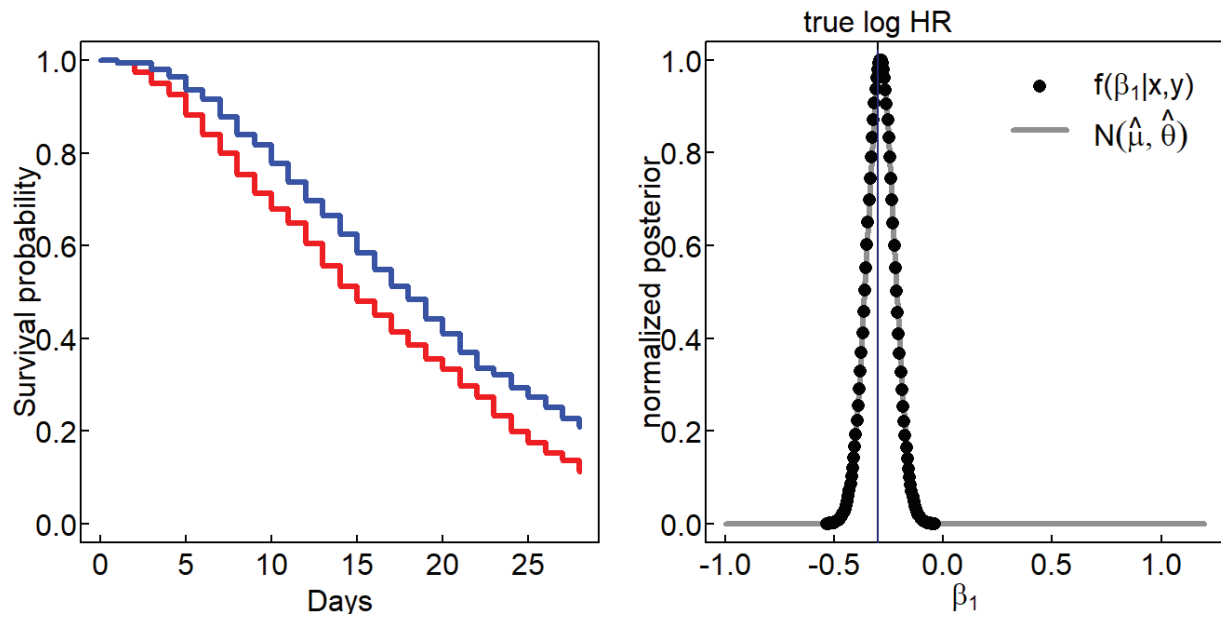 Survival probability
1.0
0.8
0.6
0.4
0.2
0.0
0 5 10 15 20 25
Days
true log HR
normalized posterior
1.0
0.8
0.6
0.4
0.2
0.0
f(β₁|x,y)
N(μ̂, θ̂)
-1.0 -0.5 0.0 0.5 1.0
β₁